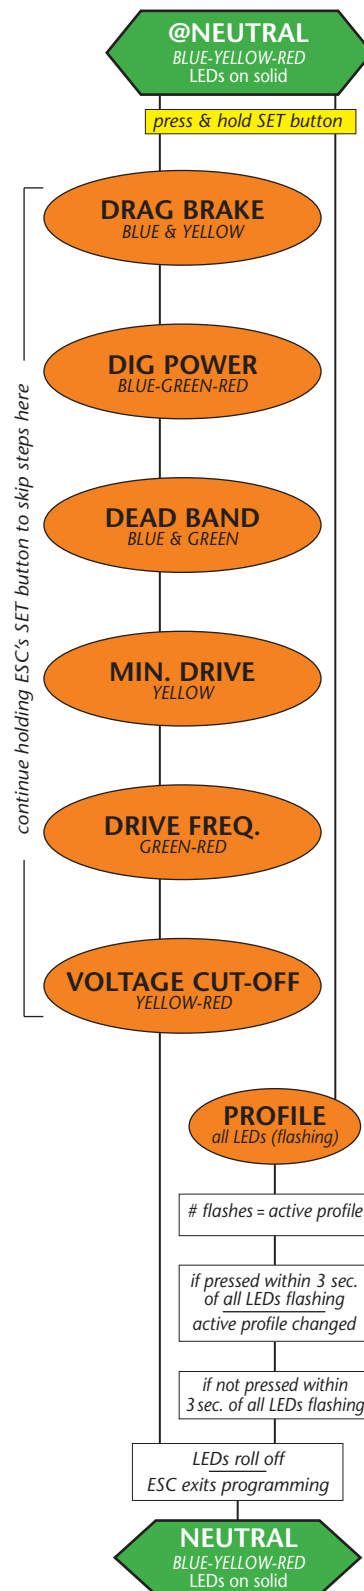 @NEUTRAL
BLUE-YELLOW-RED
LEDs on solid
press & hold SET button
continue holding ESC's SET button to skip steps here
DRAG BRAKE
BLUE & YELLOW
DIG POWER
BLUE-GREEN-RED
DEAD BAND
BLUE & GREEN
MIN. DRIVE
YELLOW
DRIVE FREQ.
GREEN-RED
VOLTAGE CUT-OFF
YELLOW-RED
PROFILE
all LEDs (flashing)
# flashes = active profile
if pressed within 3 sec.
of all LEDs flashing
active profile changed
if not pressed within
3 sec. of all LEDs flashing
LEDs roll off
ESC exits programming
NEUTRAL
BLUE-YELLOW-RED
LEDs on solid